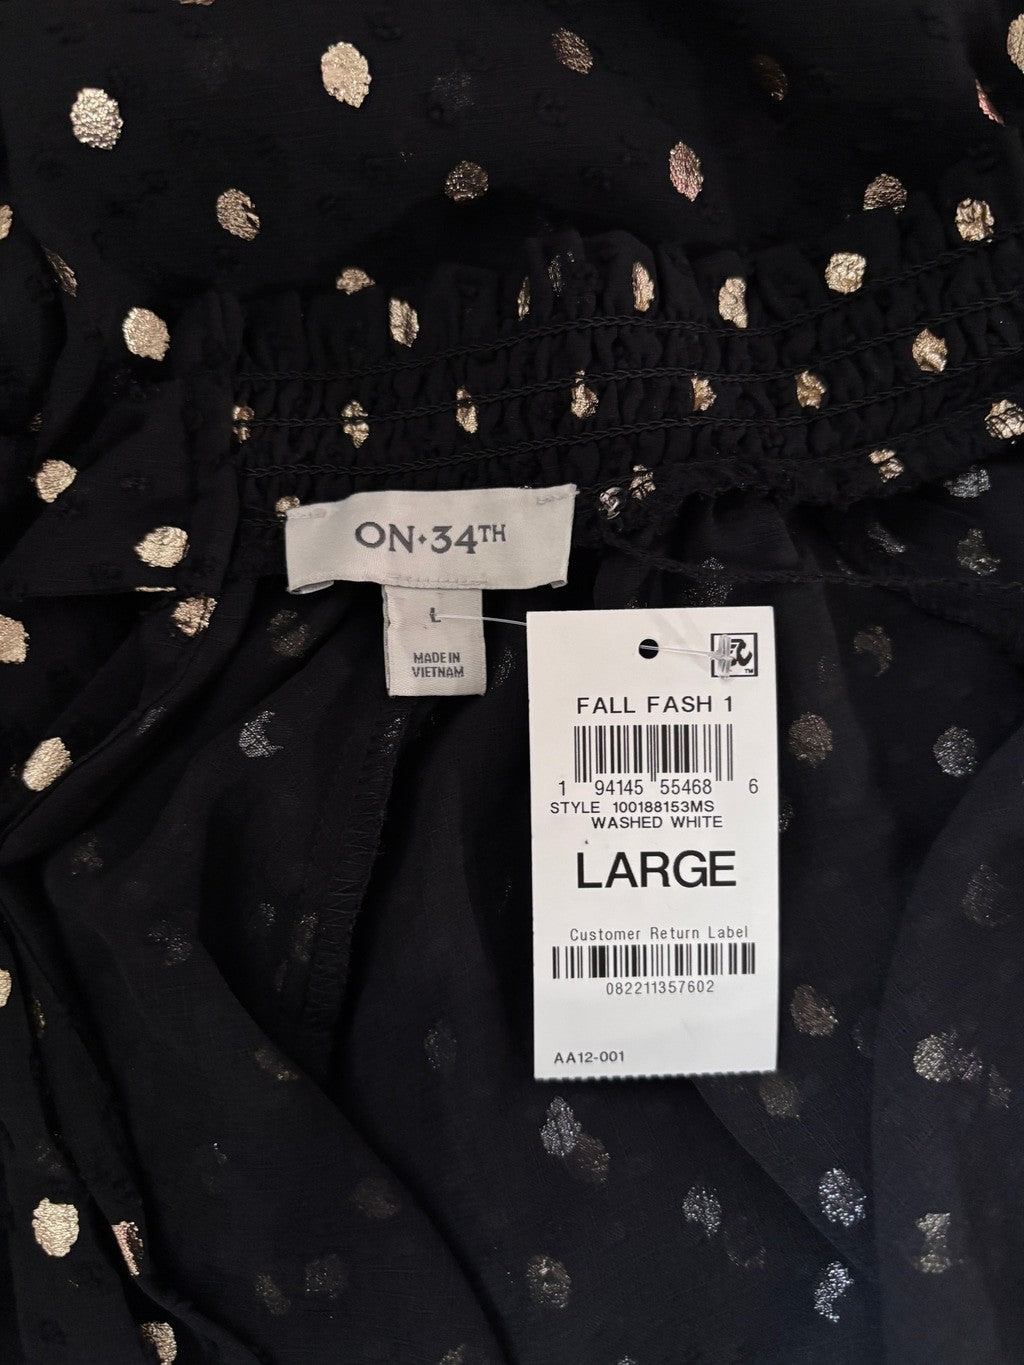 ON·34TH
L
MADE IN
VIETNAM
FALL FASH 1
1 94145 55468 6
STYLE 100188153MS
WASHED WHITE
LARGE
Customer Return Label
082211357602
AA12-001